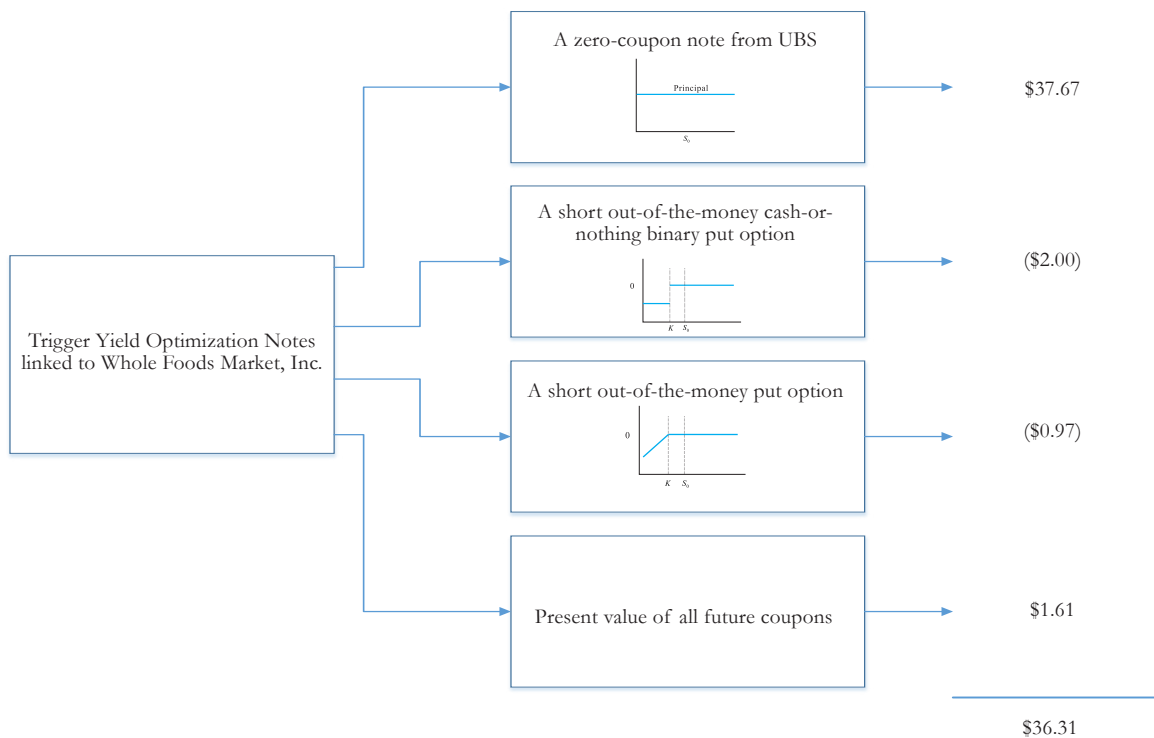 A zero-coupon note from UBS
Principal
S₀
$37.67
A short out-of-the-money cash-or-
nothing binary put option
0
K
S₀
($2.00)
Trigger Yield Optimization Notes
linked to Whole Foods Market, Inc.
A short out-of-the-money put option
0
K
S₀
($0.97)
Present value of all future coupons
$1.61
$36.31